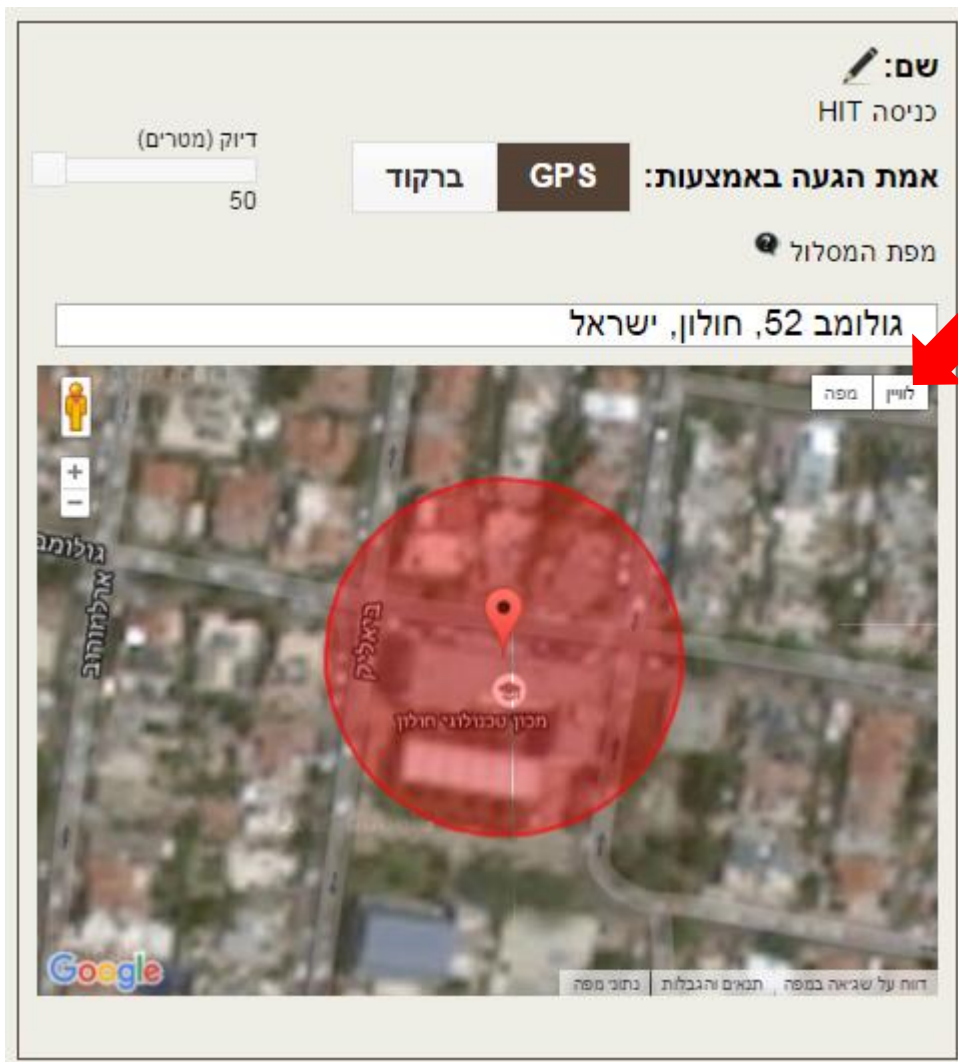 שם:
כניסה HIT
אמת הגעה באמצעות: GPS ברקוד
דיוק (מטרים)
50
מפת המסלול
גולומב 52, חולון, ישראל
לוויין מפה
+
−
גולומב
ארלוזורוב
ביאליק
מכון טכנולוגי חולון
Google
דווח על שגיאה במפה תנאים והגבלות נתוני מפה